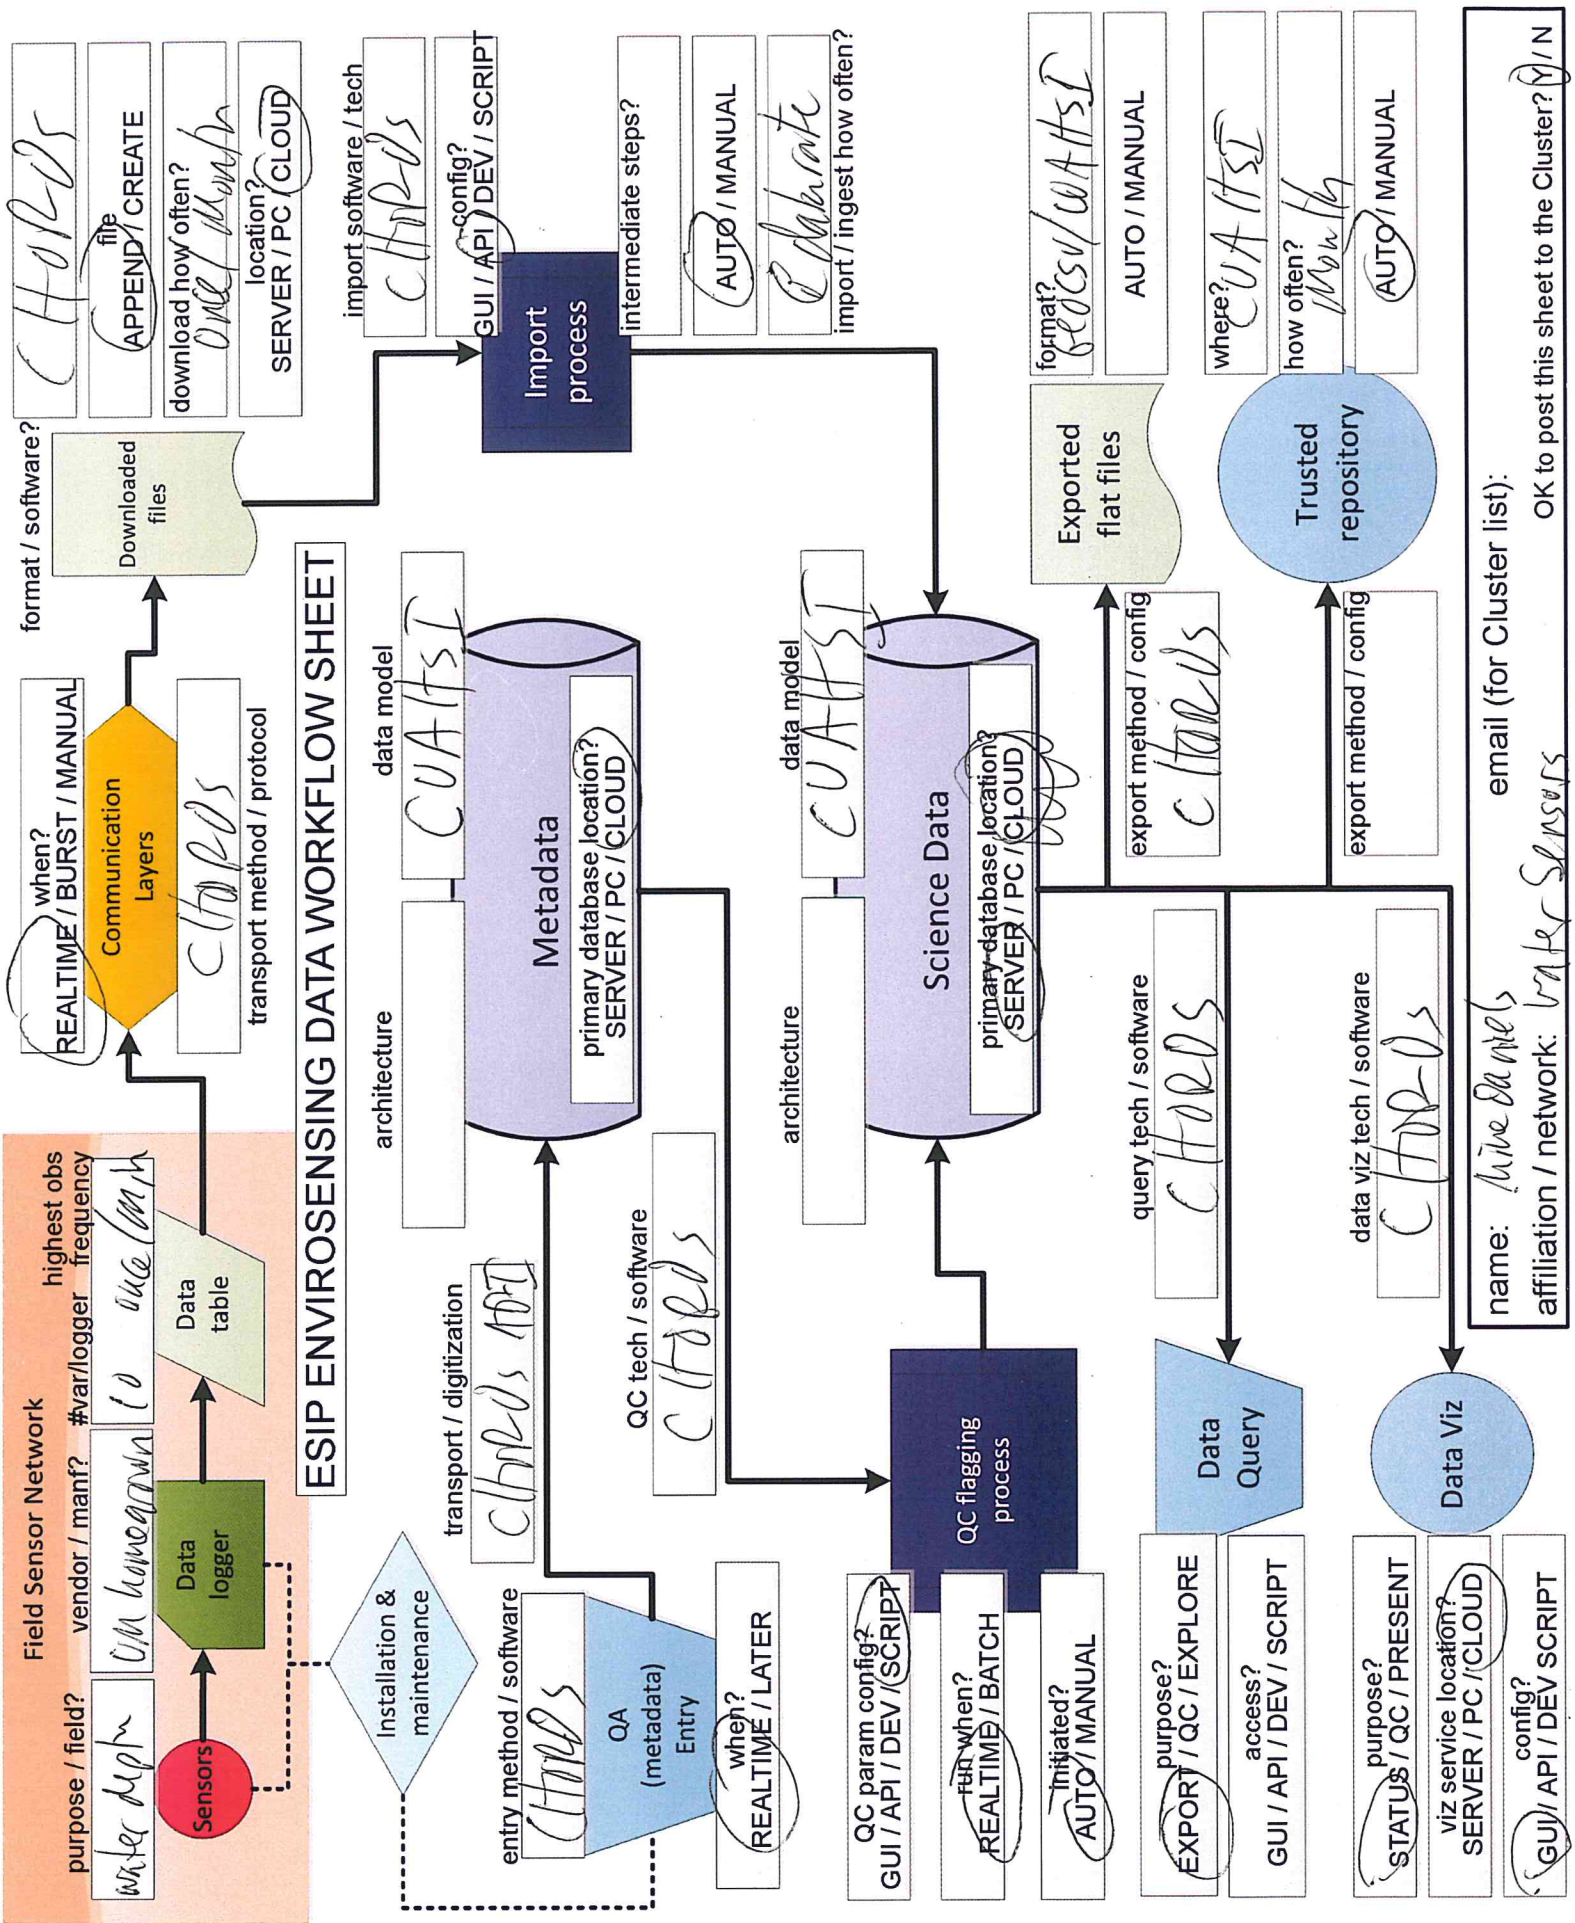 Field Sensor Network
purpose / field?
water depth
Sensors
vendor / manf?
homegrown
Data
logger
#var/logger
10
highest obs
frequency
once/min
Data
table
when?
REALTIME / BURST / MANUAL
Communication
Layers
CHORDS
transport method / protocol
format / software?
CHORDS
Downloaded
files
file
APPEND / CREATE
download how often?
once/month
location?
SERVER / PC / CLOUD
ESIP ENVIROSENSING DATA WORKFLOW SHEET
Installation &
maintenance
entry method / software
CHORDS
QA
(metadata)
Entry
when?
REALTIME / LATER
transport / digitization
CHORDS API
architecture
data model
CUAHSI
Metadata
primary database location?
SERVER / PC / CLOUD
import software / tech
CHORDS
config?
GUI / API / DEV / SCRIPT
Import
process
intermediate steps?
AUTO / MANUAL
@ datarate
import / ingest how often?
QC tech / software
CHORDS
QC param config?
GUI / API / DEV / SCRIPT
run when?
REALTIME / BATCH
initiated?
AUTO / MANUAL
QC flagging
process
architecture
data model
CUAHSI
Science Data
primary database location?
SERVER / PC / CLOUD
export method / config
CHORDS
Exported
flat files
format?
geocsv/CUAHSI
AUTO / MANUAL
purpose?
EXPORT / QC / EXPLORE
access?
GUI / API / DEV / SCRIPT
Data
Query
query tech / software
CHORDS
export method / config
Trusted
repository
where?
CUAHSI
how often?
monthly
AUTO / MANUAL
purpose?
STATUS / QC / PRESENT
viz service location?
SERVER / PC / CLOUD
config?
GUI / API / DEV SCRIPT
Data Viz
data viz tech / software
CHORDS
name: Mike Daniels
email (for Cluster list):
affiliation / network: Water Sensors
OK to post this sheet to the Cluster? Y / N